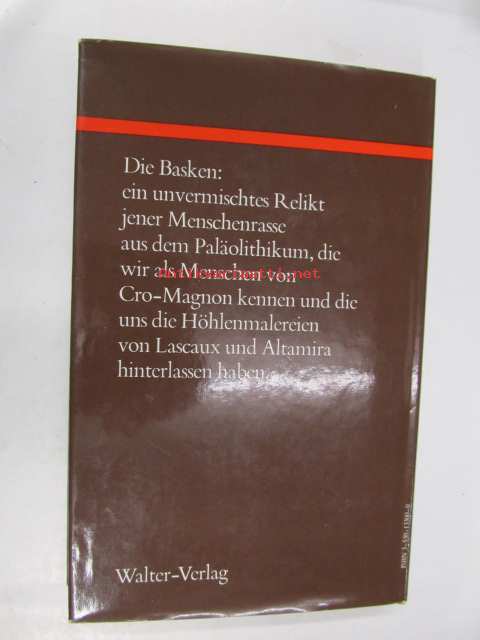 Die Basken:
ein unvermischtes Relikt
jener Menschenrasse
aus dem Paläolithikum, die
wir als Menschen von
Cro-Magnon kennen und die
uns die Höhlenmalereien
von Lascaux und Altamira
hinterlassen haben.
Walter-Verlag